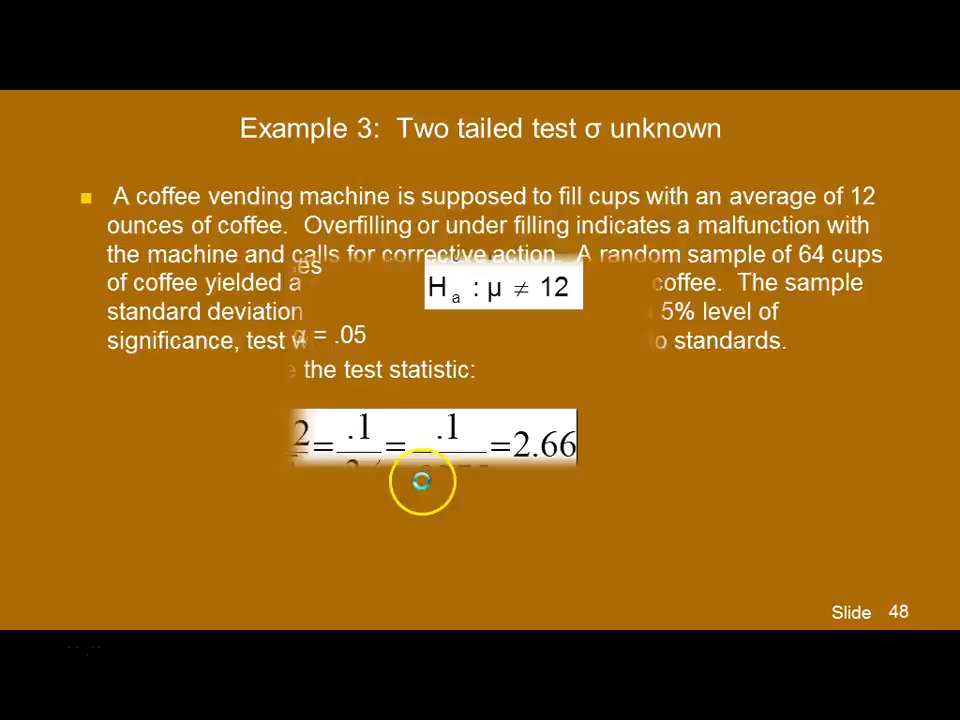 Example 3: Two tailed test σ unknown
A coffee vending machine is supposed to fill cups with an average of 12
ounces of coffee. Overfilling or under filling indicates a malfunction with
the machine and calls for corrective action. A random sample of 64 cups
of coffee yielded a coffee. The sample
H a : μ ≠ 12
standard deviation 5% level of
α = .05
significance, test to standards.
the test statistic:
2 = .1 = .1 = 2.66
Slide 48